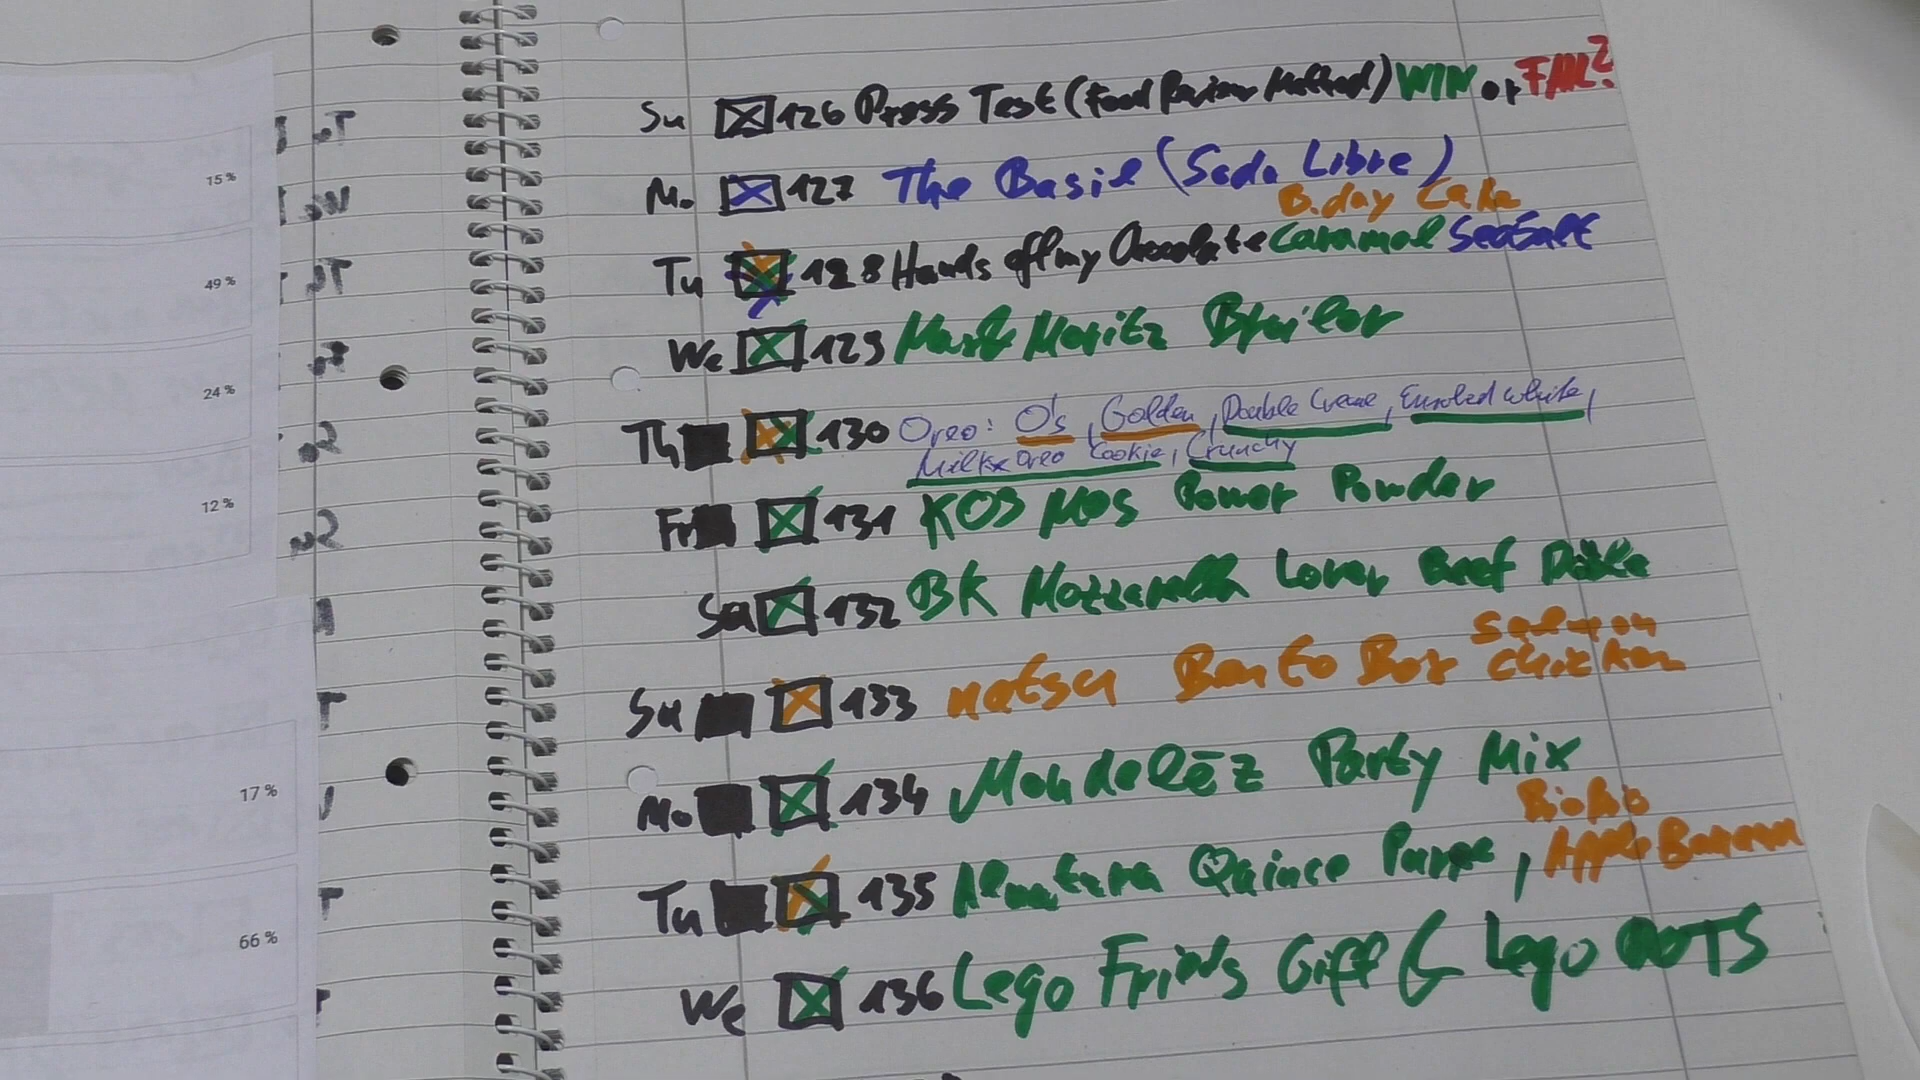 15%
49%
24%
12%
17%
66%
Su 126 Press Test (Food Review Method) WIN or FAIL?
Mo 127 The Basil (Soda Libre)
B.day Cake
Tu 128 Hands off my Chocolate Caramel SeaSalt
We 129 Moritz
Th 130 Oreo: O's, Golden, Double Creme, Enrobed White,
Milk x Oreo Cookie, Crunchy
Fr 131 KOS MOS Power Powder
Sa 132 BK Mozzarella Lover Beef
Salmon
Su 133 natsu Bento Box Chicken
Mo 134 Mondelēz Party Mix
Tu 135 Alnatura Quince Puree, Apple Banana
We 136 Lego Friends Gift & Lego DOTS